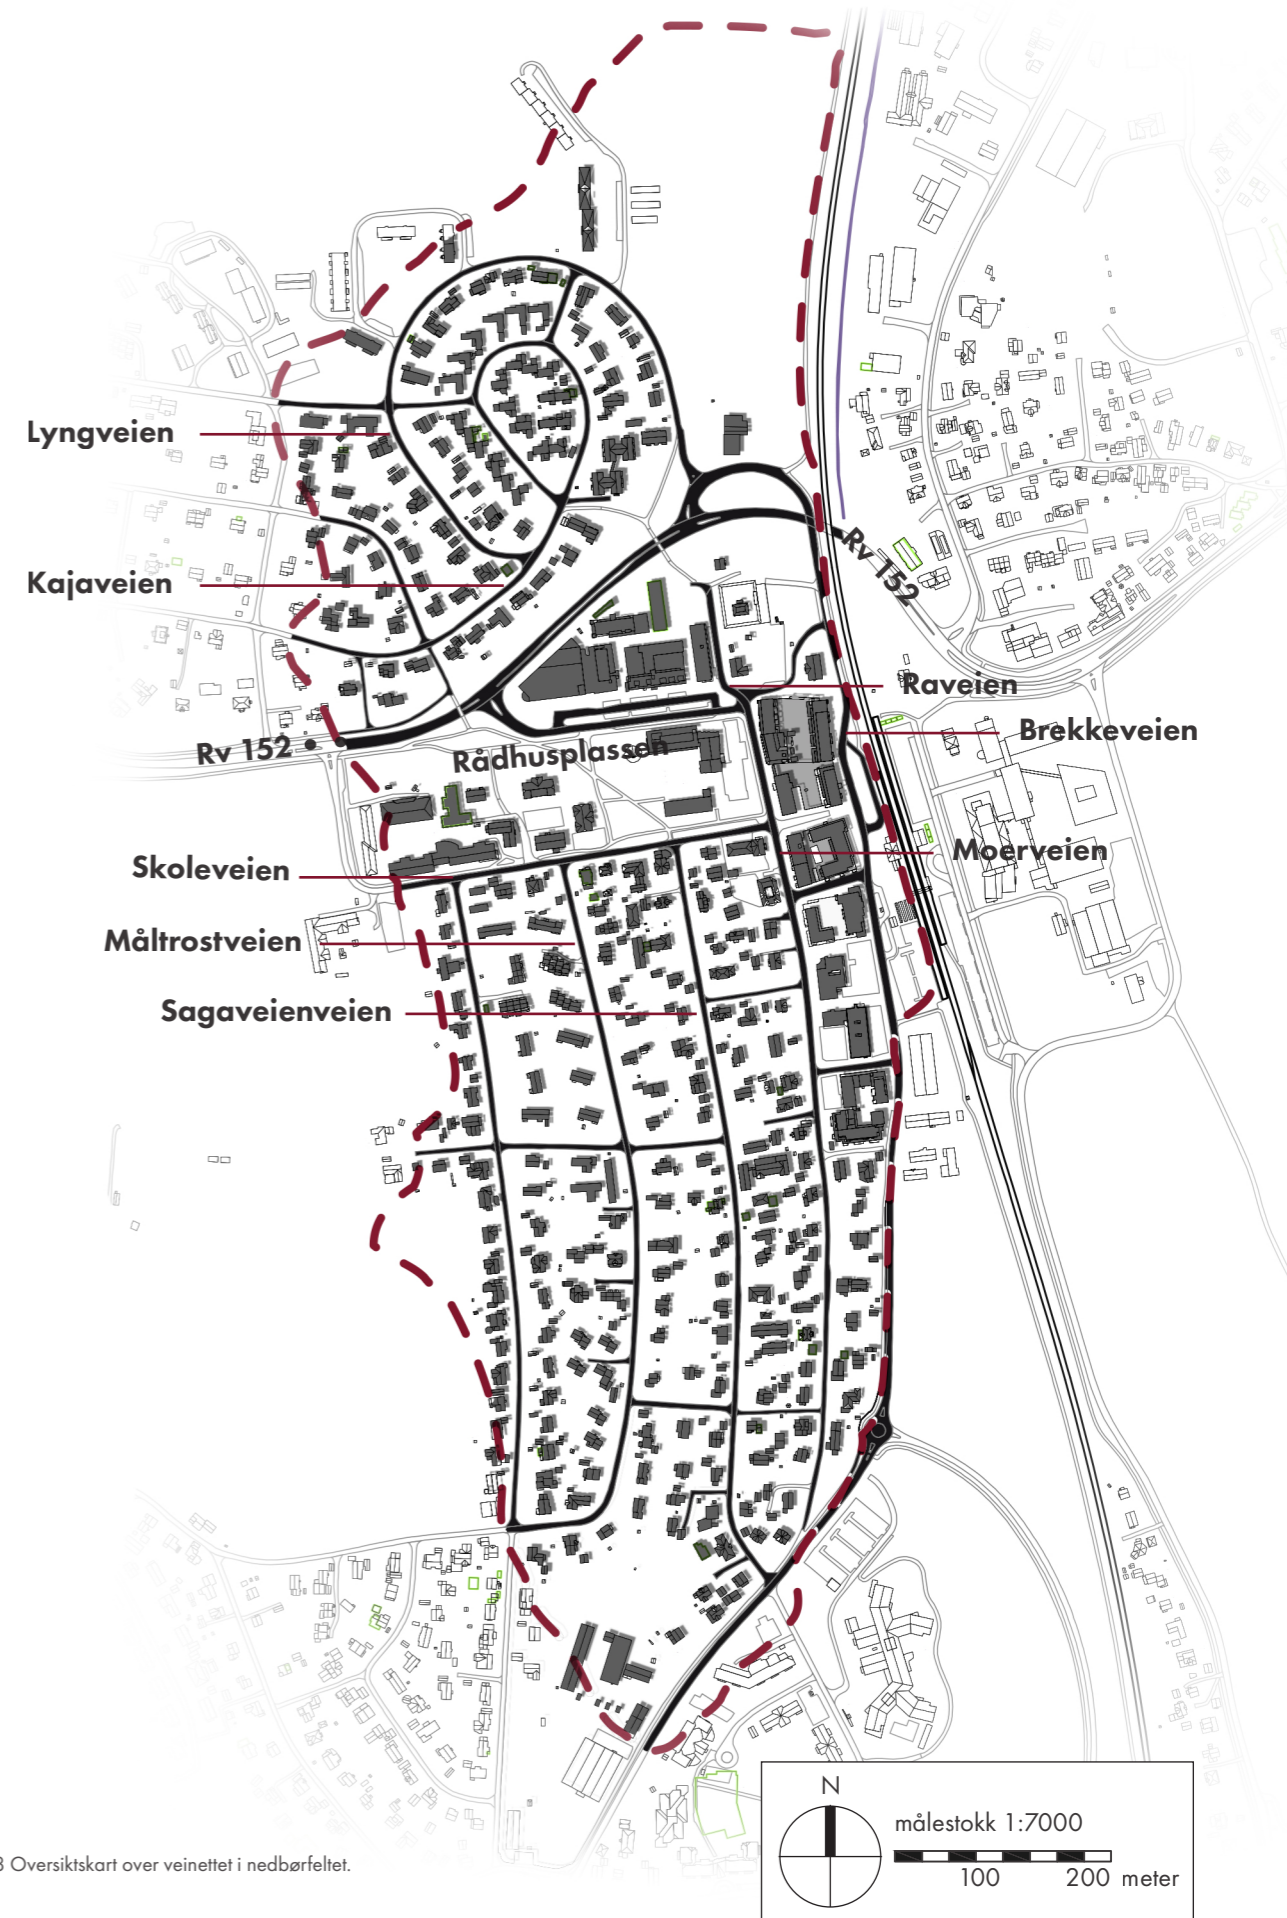 Lyngveien
Rv 152
Kajaveien
Raveien
Brekkeveien
Rv 152
Rådhusplassen
Moerveien
Skoleveien
Måltrostveien
Sagaveienveien
N
målestokk 1:7000
100 200 meter
Oversiktskart over veinettet i nedbørfeltet.